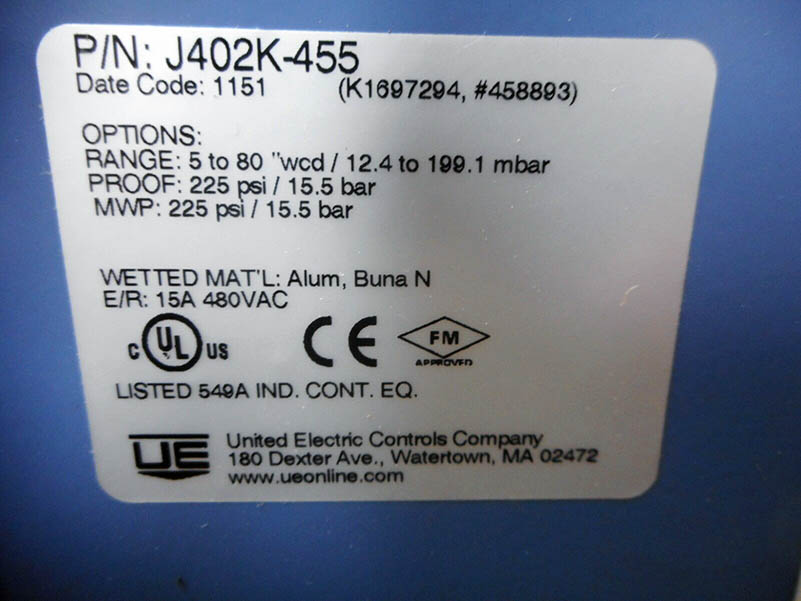 P/N: J402K-455
Date Code: 1151 (K1697294, #458893)
OPTIONS:
RANGE: 5 to 80 "wcd / 12.4 to 199.1 mbar
PROOF: 225 psi / 15.5 bar
MWP: 225 psi / 15.5 bar
WETTED MAT'L: Alum, Buna N
E/R: 15A 480VAC
C UL US CE FM
APPROVED
LISTED 549A IND. CONT. EQ.
UE United Electric Controls Company
180 Dexter Ave., Watertown, MA 02472
www.ueonline.com